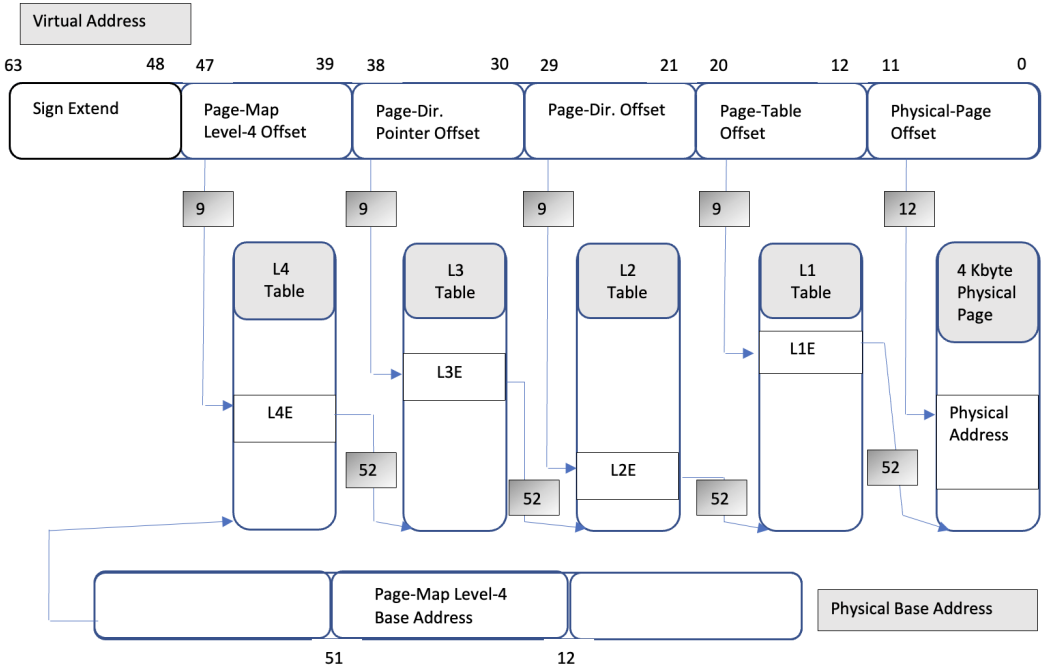 Virtual Address
63 48 47 39 38 30 29 21 20 12 11 0
Sign Extend
Page-Map
Level-4 Offset
Page-Dir.
Pointer Offset
Page-Dir. Offset
Page-Table
Offset
Physical-Page
Offset
9 9 9 9 12
L4
Table
L3
Table
L2
Table
L1
Table
4 Kbyte
Physical
Page
L4E
L3E
L2E
L1E
Physical
Address
52 52 52 52
Page-Map Level-4
Base Address
Physical Base Address
51 12